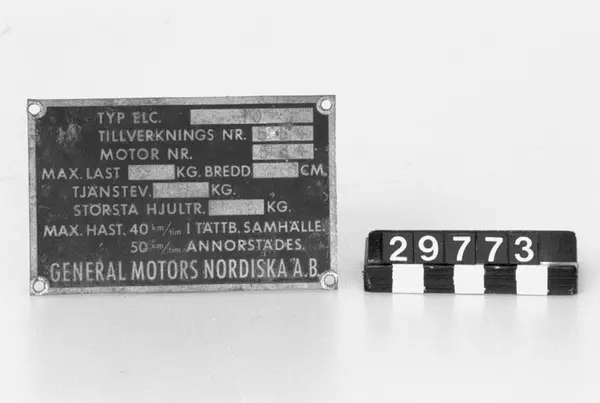 TYP ELC.
TILLVERKNINGS NR.
MOTOR NR.
MAX. LAST KG. BREDD CM
TJÄNSTEV. KG.
STÖRSTA HJULTR. KG.
MAX. HAST. 40 km/tim I TÄTTB. SAMHÄLLE.
50 km/tim ANNORSTÄDES.
GENERAL MOTORS NORDISKA A.B.
29773